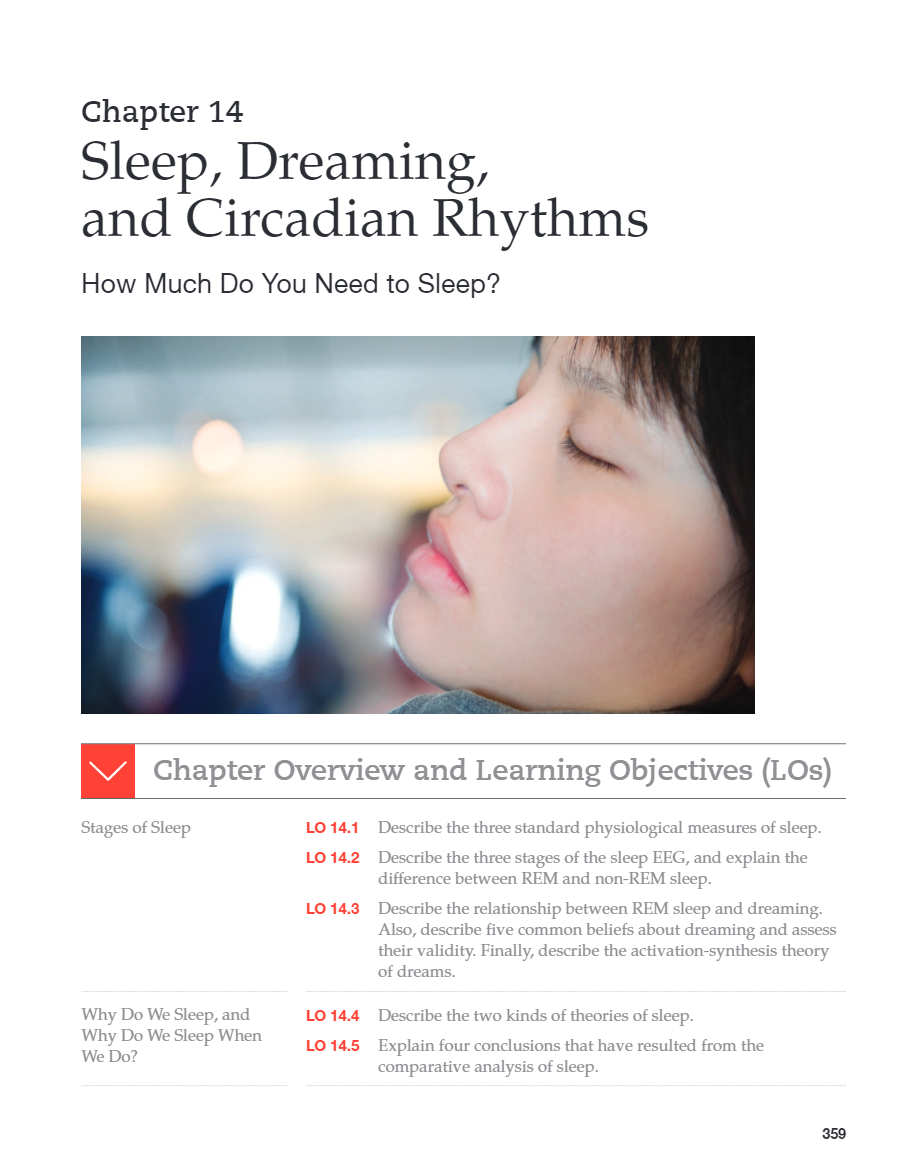 Chapter 14
Sleep, Dreaming,
and Circadian Rhythms
How Much Do You Need to Sleep?
Chapter Overview and Learning Objectives (LOs)
Stages of Sleep
LO 14.1 Describe the three standard physiological measures of sleep.
LO 14.2 Describe the three stages of the sleep EEG, and explain the
difference between REM and non-REM sleep.
LO 14.3 Describe the relationship between REM sleep and dreaming.
Also, describe five common beliefs about dreaming and assess
their validity. Finally, describe the activation-synthesis theory
of dreams.
Why Do We Sleep, and
Why Do We Sleep When
We Do?
LO 14.4 Describe the two kinds of theories of sleep.
LO 14.5 Explain four conclusions that have resulted from the
comparative analysis of sleep.
359